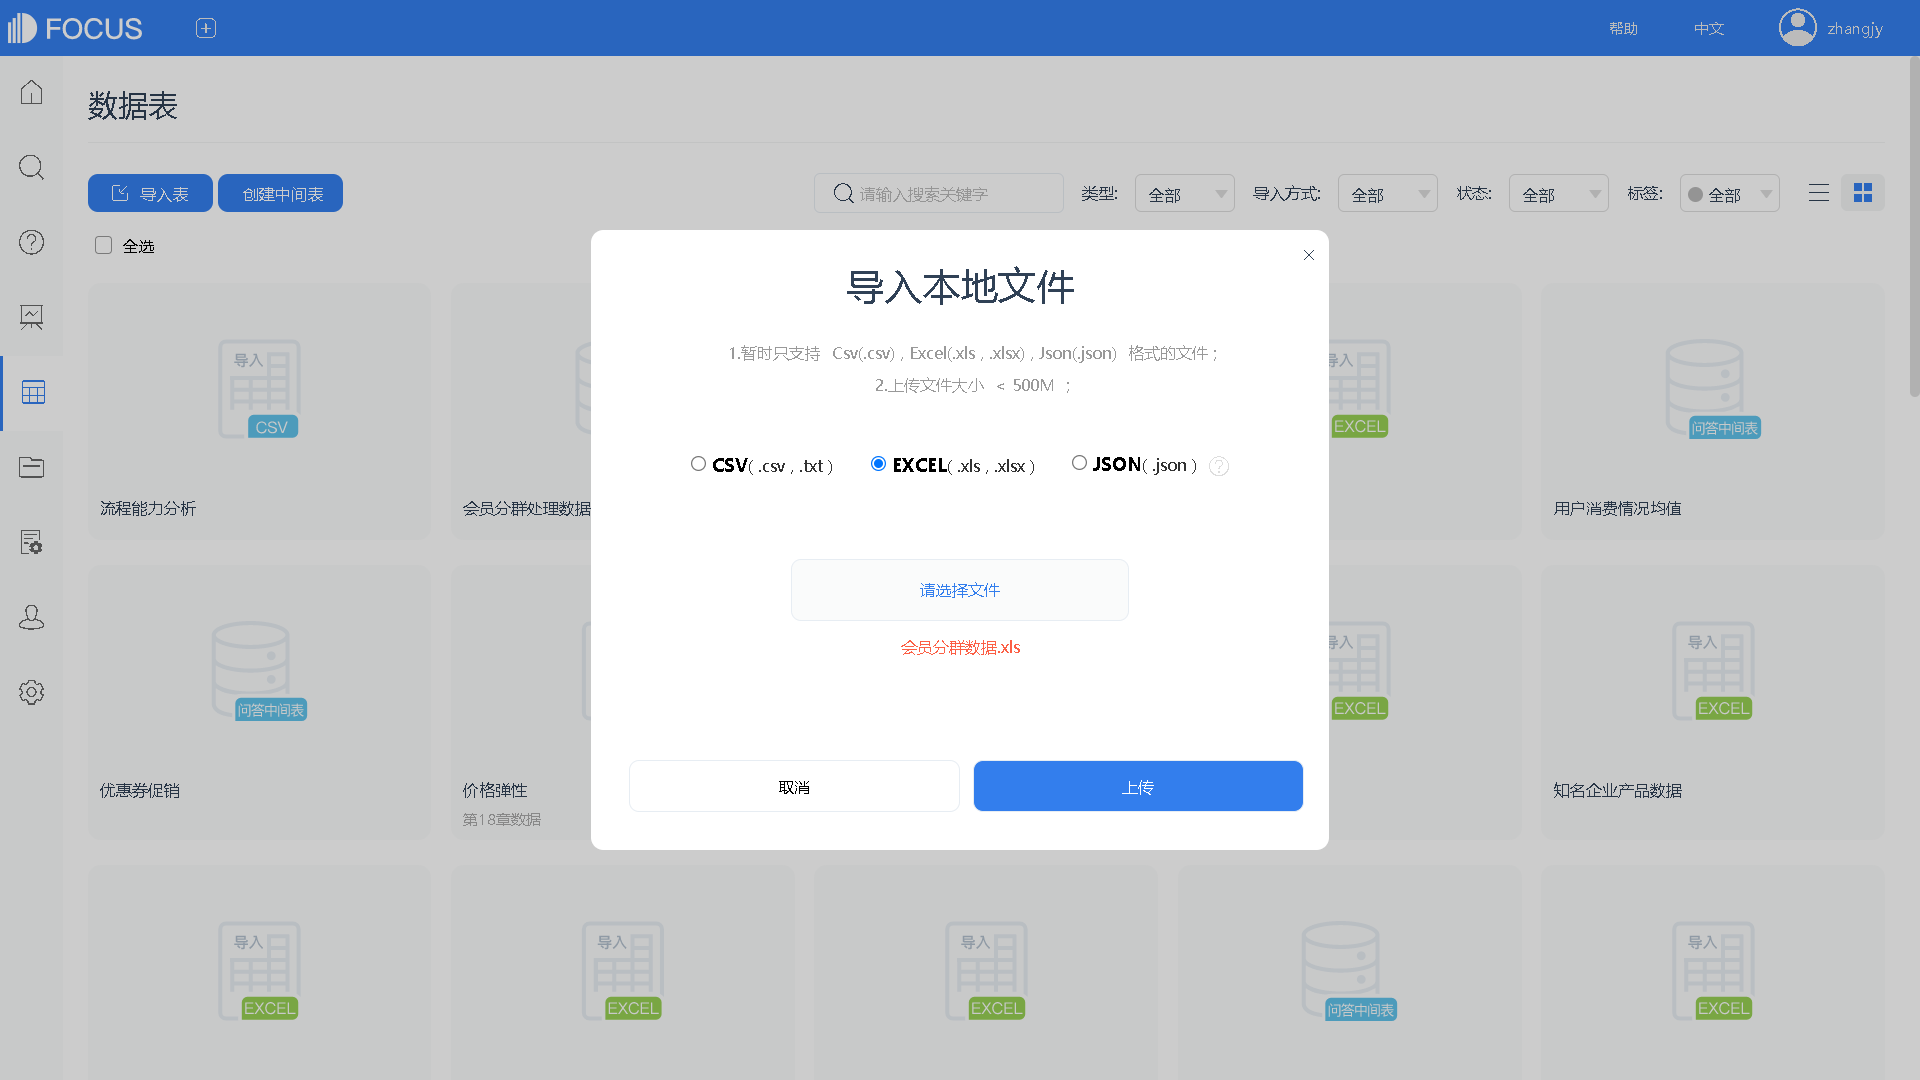 FOCUS
帮助
中文
zhangjy
数据表
导入表
创建中间表
请输入搜索关键字
类型:
全部
导入方式:
全部
状态:
全部
标签:
全部
全选
导入本地文件
1.暂时只支持 Csv(.csv) , Excel(.xls , .xlsx) , Json(.json) 格式的文件 ;
2.上传文件大小 < 500M ;
CSV( .csv , .txt )
EXCEL( .xls , .xlsx )
JSON( .json )
?
请选择文件
会员分群数据.xls
取消
上传
导入
CSV
流程能力分析
会员分群处理数据
导入
EXCEL
问答中间表
用户消费情况均值
问答中间表
优惠券促销
价格弹性
第18章数据
导入
EXCEL
导入
EXCEL
知名企业产品数据
导入
EXCEL
导入
EXCEL
导入
EXCEL
问答中间表
导入
EXCEL